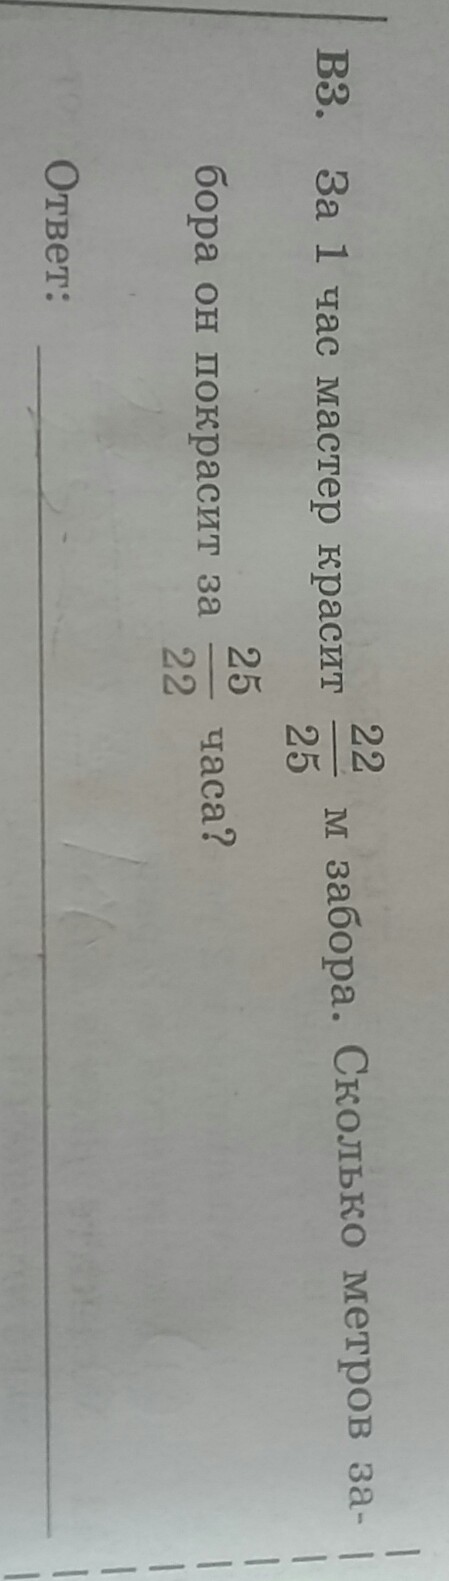 В3. За 1 час мастер красит 22/25 м забора. Сколько метров за-
бора он покрасит за 25/22 часа?
Ответ: